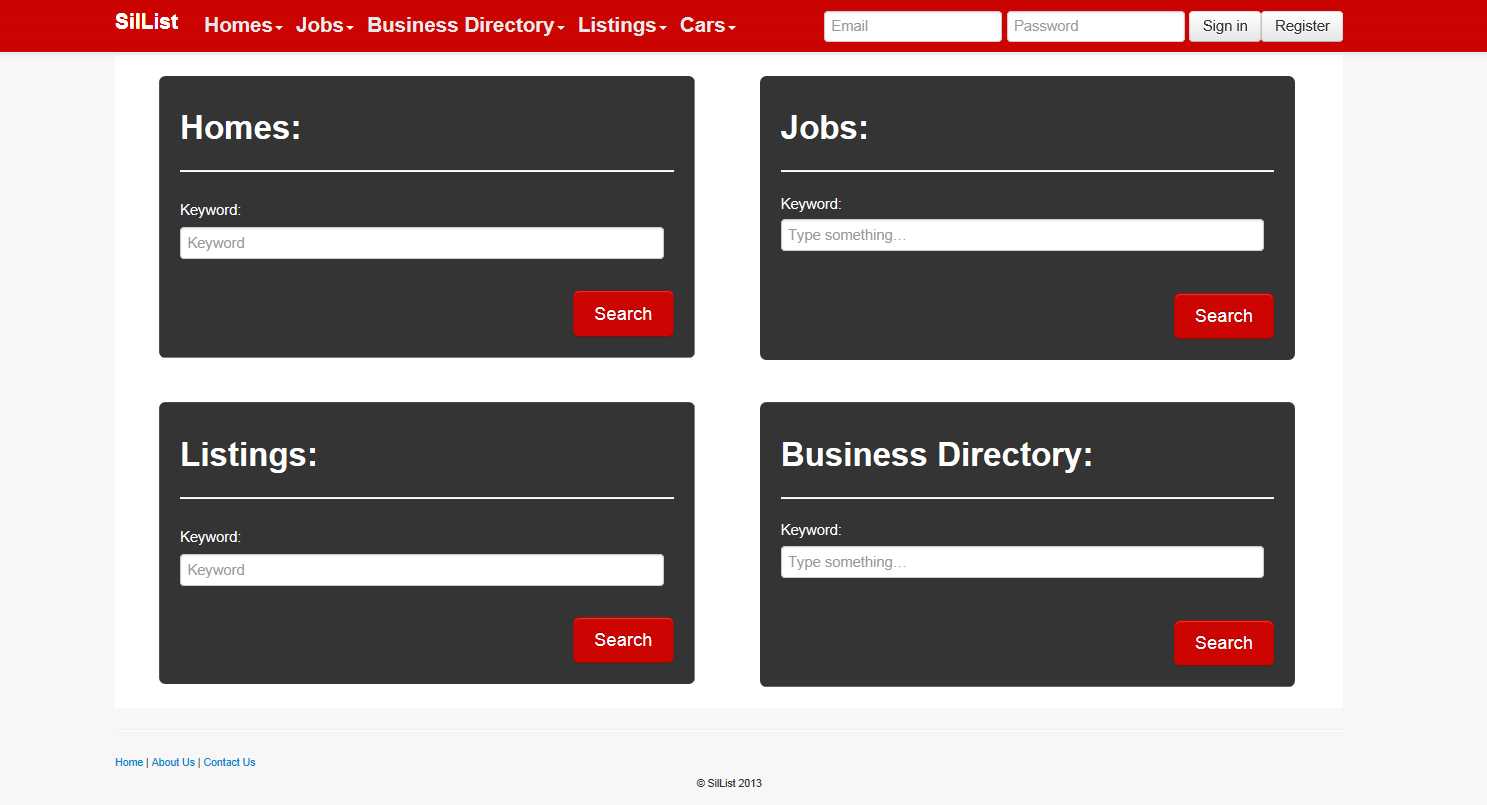 SilList Homes Jobs Business Directory Listings Cars Email Password Sign in Register
Homes:
Keyword:
Keyword
Search
Jobs:
Keyword:
Type something…
Search
Listings:
Keyword:
Keyword
Search
Business Directory:
Keyword:
Type something…
Search
Home | About Us | Contact Us
© SilList 2013